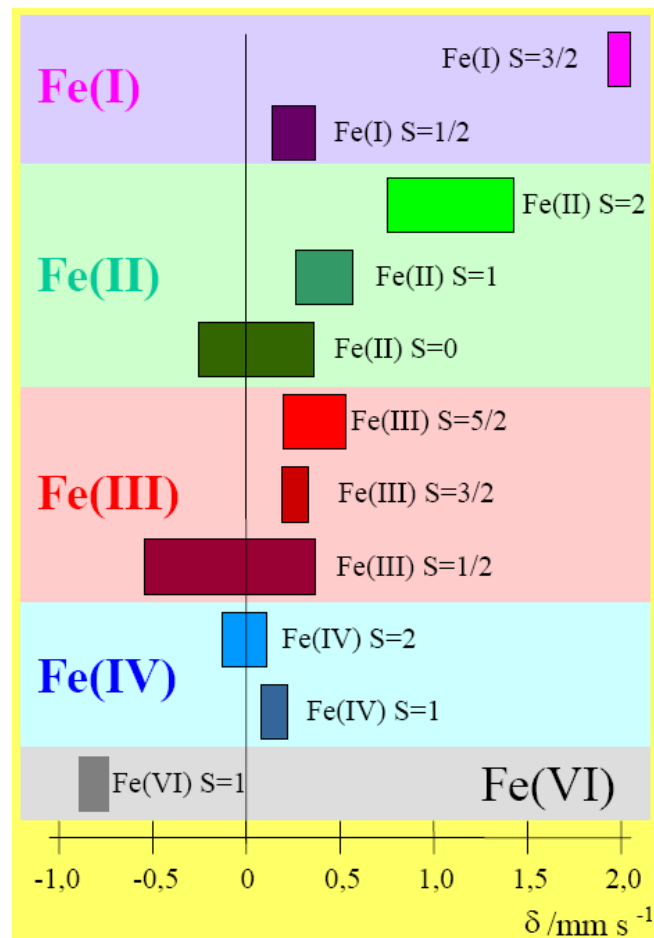 Fe(I) S=3/2
Fe(I)
Fe(I) S=1/2
Fe(II) S=2
Fe(II)
Fe(II) S=1
Fe(II) S=0
Fe(III) S=5/2
Fe(III)
Fe(III) S=3/2
Fe(III) S=1/2
Fe(IV) S=2
Fe(IV)
Fe(IV) S=1
Fe(VI) S=1
Fe(VI)
-1,0 -0,5 0 0,5 1,0 1,5 2,0
δ /mm s⁻¹